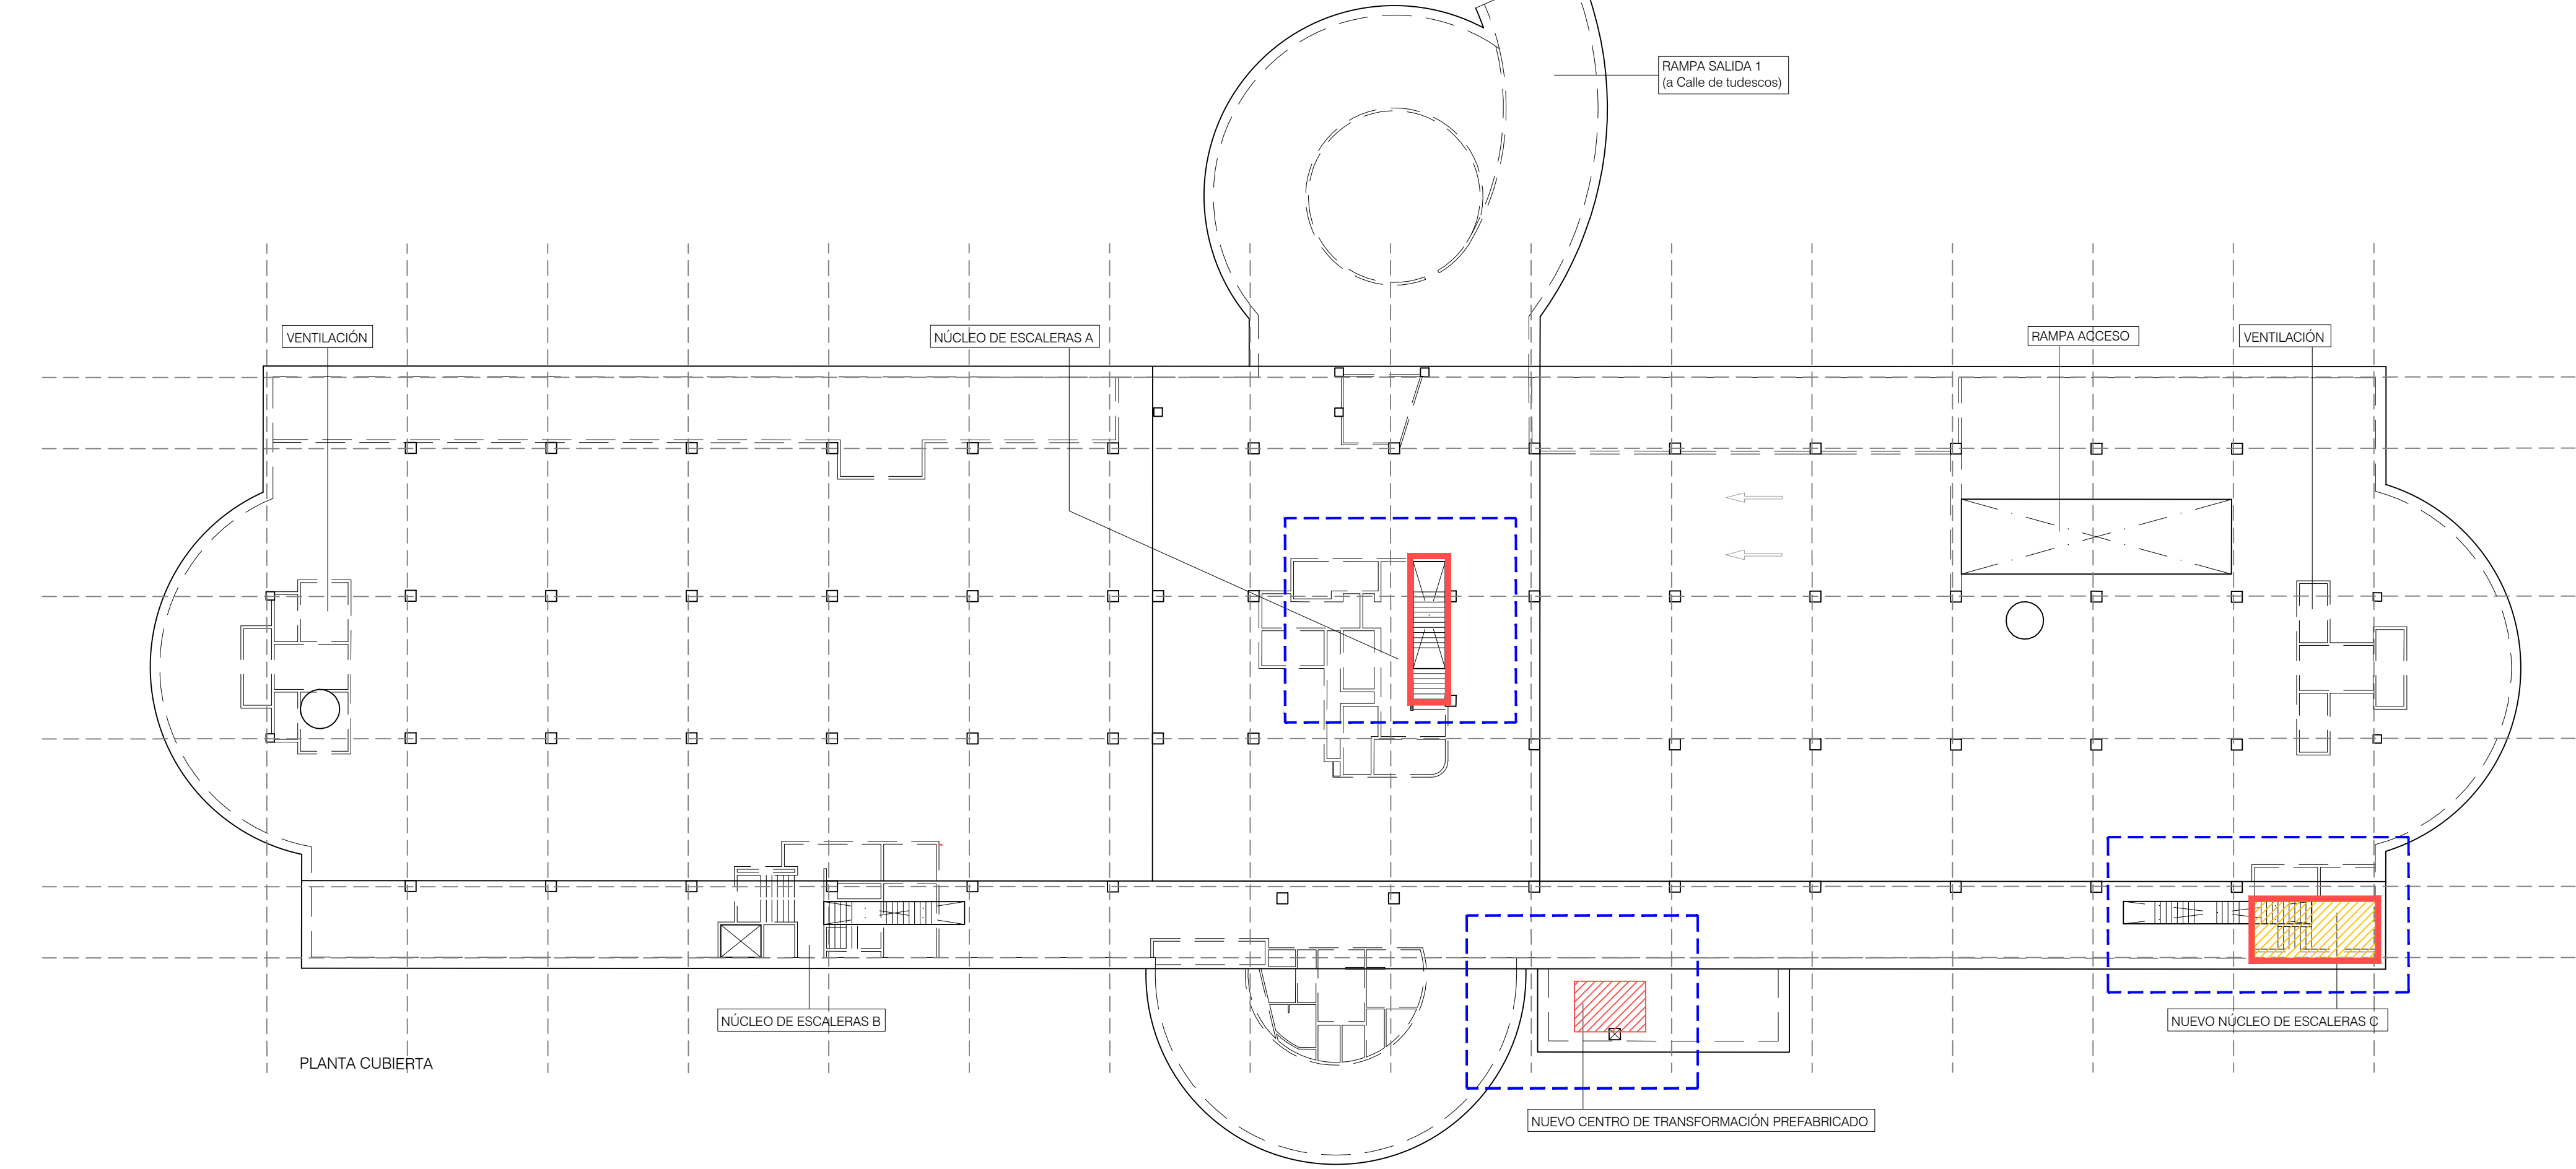 RAMPA SALIDA 1
(a Calle de tudescos)
VENTILACIÓN
NÚCLEO DE ESCALERAS A
RAMPA ACCESO
VENTILACIÓN
NÚCLEO DE ESCALERAS B
NUEVO NÚCLEO DE ESCALERAS C
PLANTA CUBIERTA
NUEVO CENTRO DE TRANSFORMACIÓN PREFABRICADO